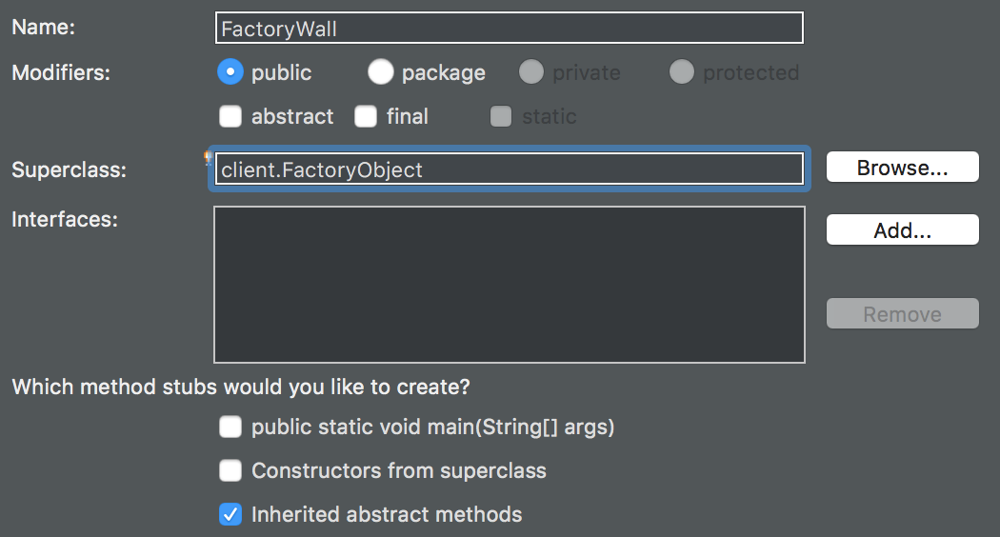 Name: FactoryWall
Modifiers: public package private protected
abstract final static
Superclass: client.FactoryObject Browse...
Interfaces: Add...
Remove
Which method stubs would you like to create?
public static void main(String[] args)
Constructors from superclass
Inherited abstract methods